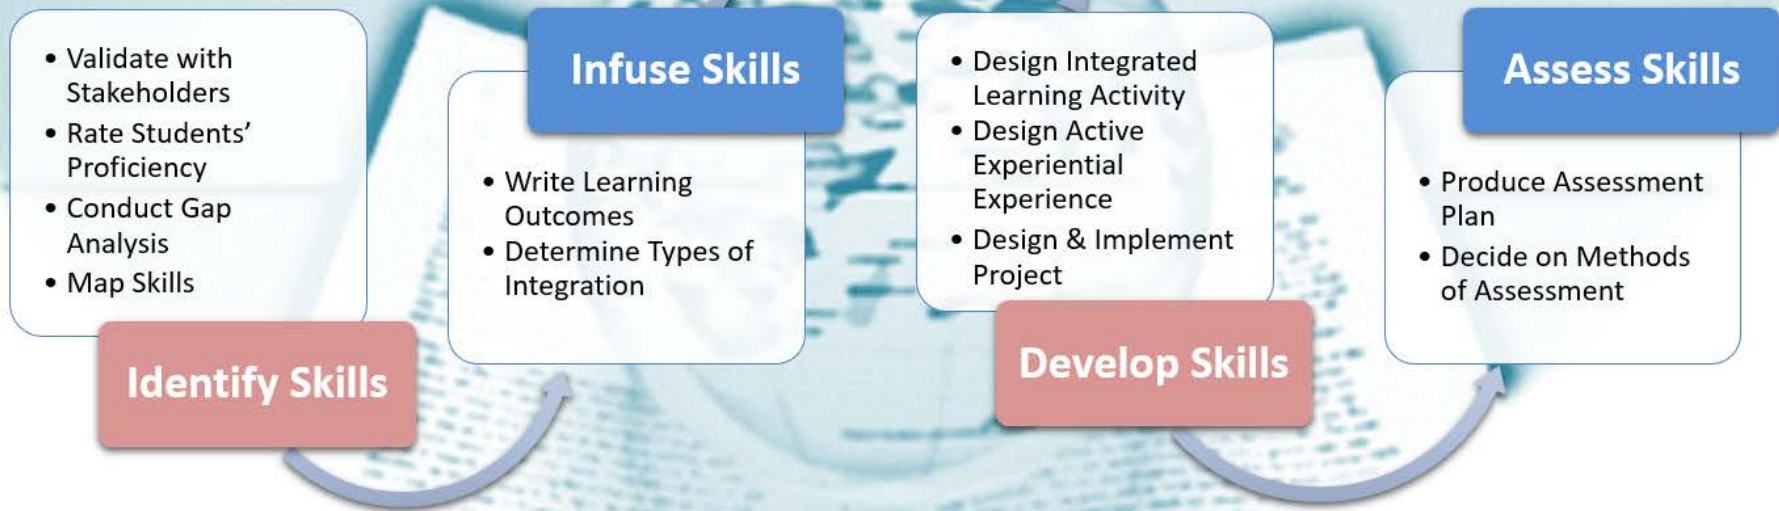 • Validate with
Stakeholders
• Rate Students’
Proficiency
• Conduct Gap
Analysis
• Map Skills
Identify Skills
Infuse Skills
• Write Learning
Outcomes
• Determine Types of
Integration
• Design Integrated
Learning Activity
• Design Active
Experiential
Experience
• Design & Implement
Project
Develop Skills
Assess Skills
• Produce Assessment
Plan
• Decide on Methods
of Assessment